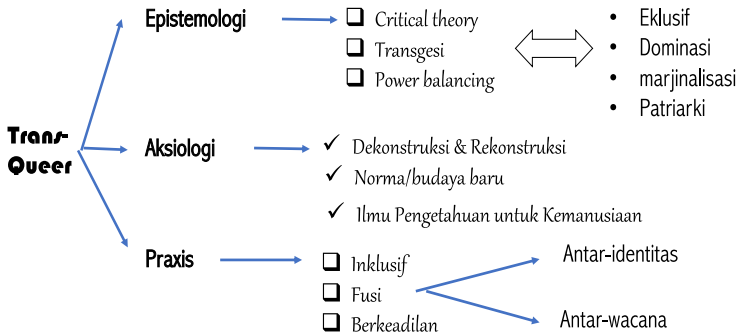 Trans-
Queer
Epistemologi
Critical theory
Transgesi
Power balancing
Eklusif
Dominasi
marjinalisasi
Patriarki
Aksiologi
Dekonstruksi & Rekonstruksi
Norma/budaya baru
Ilmu Pengetahuan untuk Kemanusiaan
Praxis
Inklusif
Fusi
Berkeadilan
Antar-identitas
Antar-wacana